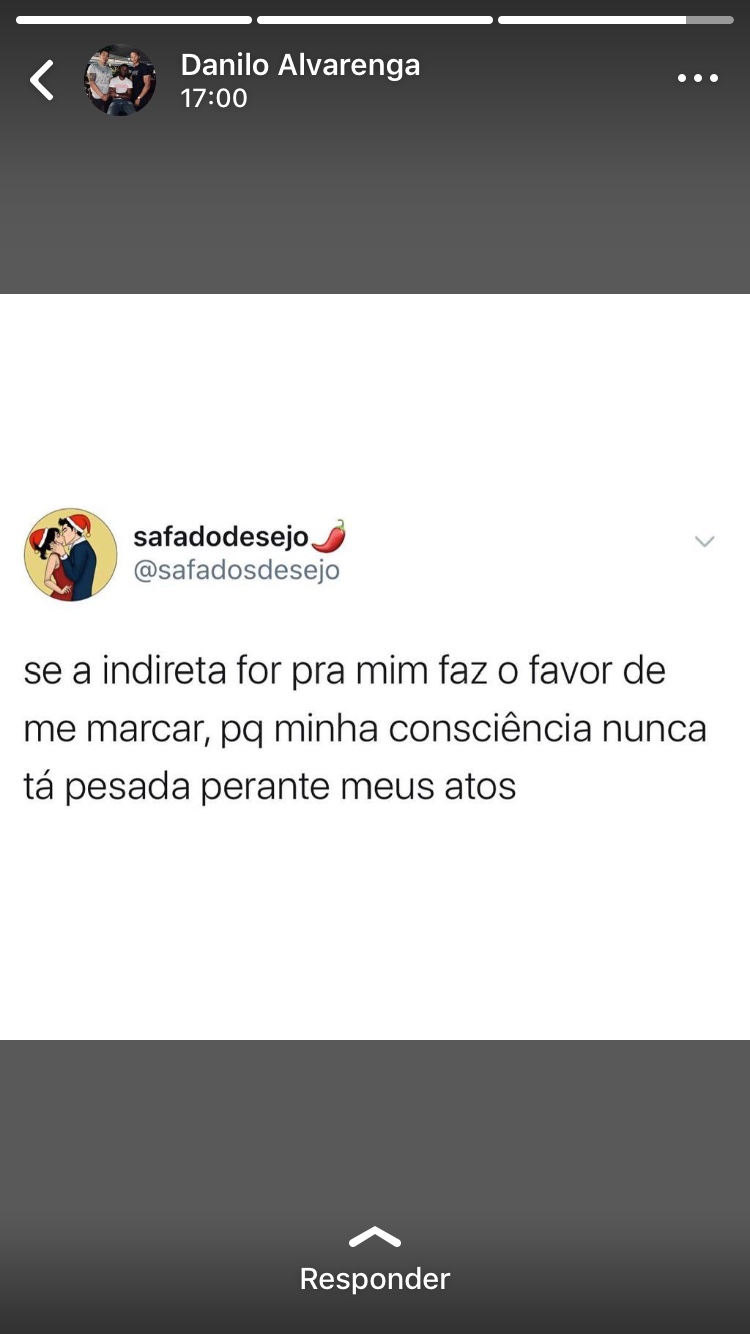 Danilo Alvarenga
17:00
safadodesejo🌶️
@safadosdesejo
se a indireta for pra mim faz o favor de
me marcar, pq minha consciência nunca
tá pesada perante meus atos
Responder